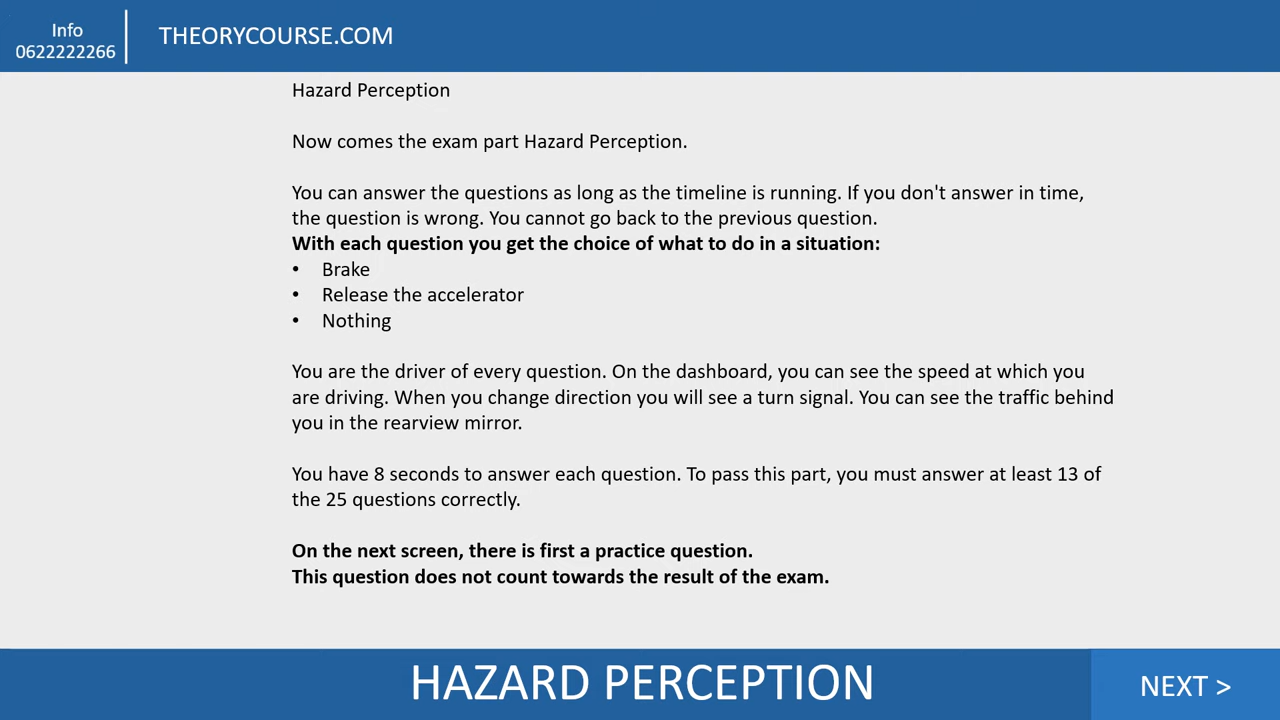 Info
0622222266
THEORYCOURSE.COM
Hazard Perception
Now comes the exam part Hazard Perception.
You can answer the questions as long as the timeline is running. If you don't answer in time,
the question is wrong. You cannot go back to the previous question.
With each question you get the choice of what to do in a situation:
• Brake
• Release the accelerator
• Nothing
You are the driver of every question. On the dashboard, you can see the speed at which you
are driving. When you change direction you will see a turn signal. You can see the traffic behind
you in the rearview mirror.
You have 8 seconds to answer each question. To pass this part, you must answer at least 13 of
the 25 questions correctly.
On the next screen, there is first a practice question.
This question does not count towards the result of the exam.
HAZARD PERCEPTION
NEXT >